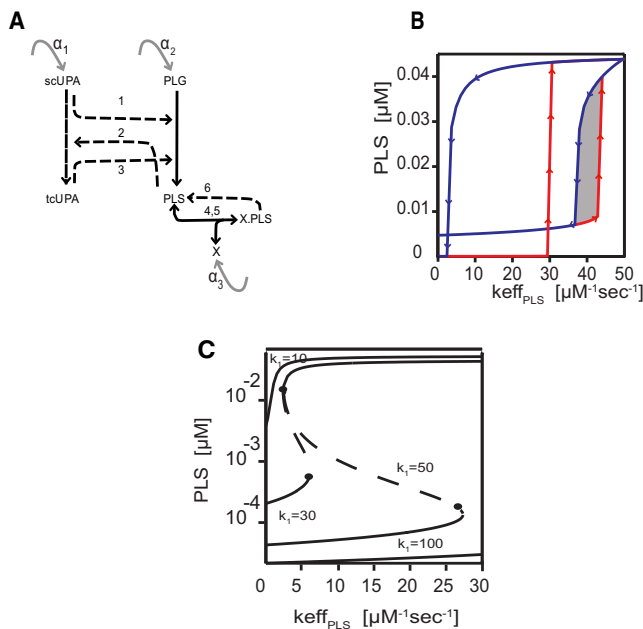 A
α1
α2
scUPA
PLG
1
2
3
tcUPA
PLS
6
4,5
X.PLS
X
α3
B
PLS [μM]
0.04
0.03
0.02
0.01
0
0 10 20 30 40 50
keffPLS [μM-1sec-1]
C
PLS [μM]
10-2
10-3
10-4
k1=10
k1=50
k1=30
k1=100
0 5 10 15 20 25 30
keffPLS [μM-1sec-1]